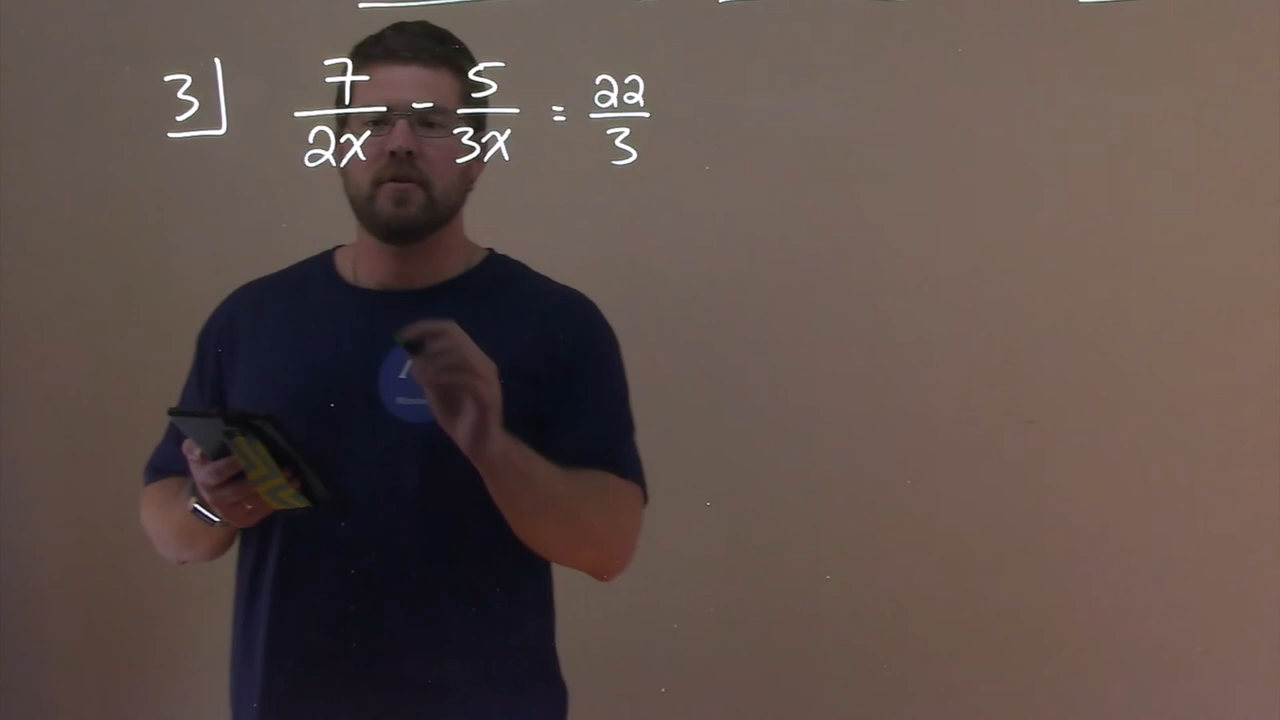 3] 7/2x - 5/3x = 22/3